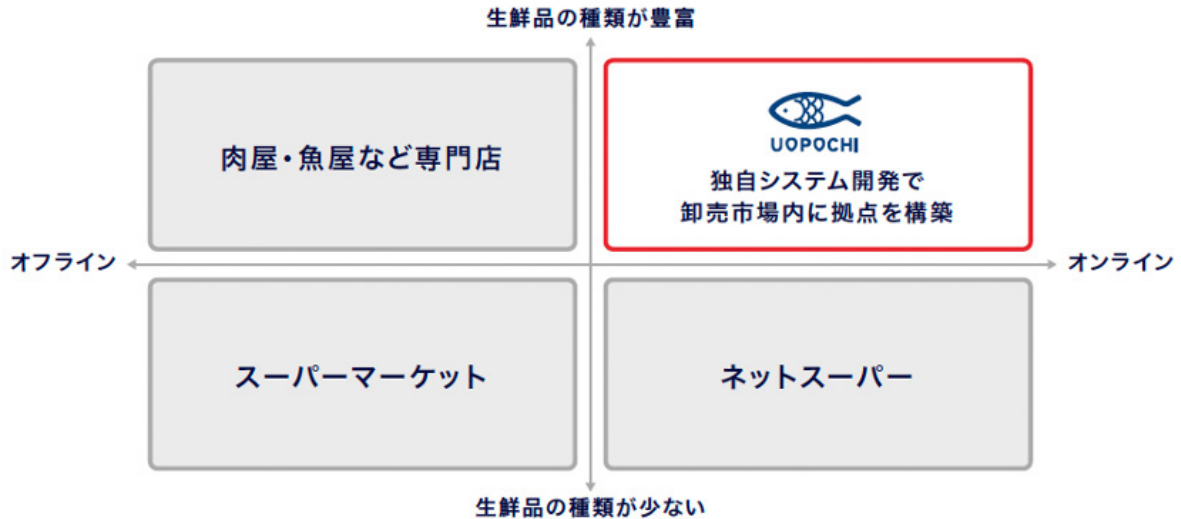 生鮮品の種類が豊富
肉屋・魚屋など専門店
UOPOCHI
独自システム開発で
卸売市場内に拠点を構築
オフライン
オンライン
スーパーマーケット
ネットスーパー
生鮮品の種類が少ない